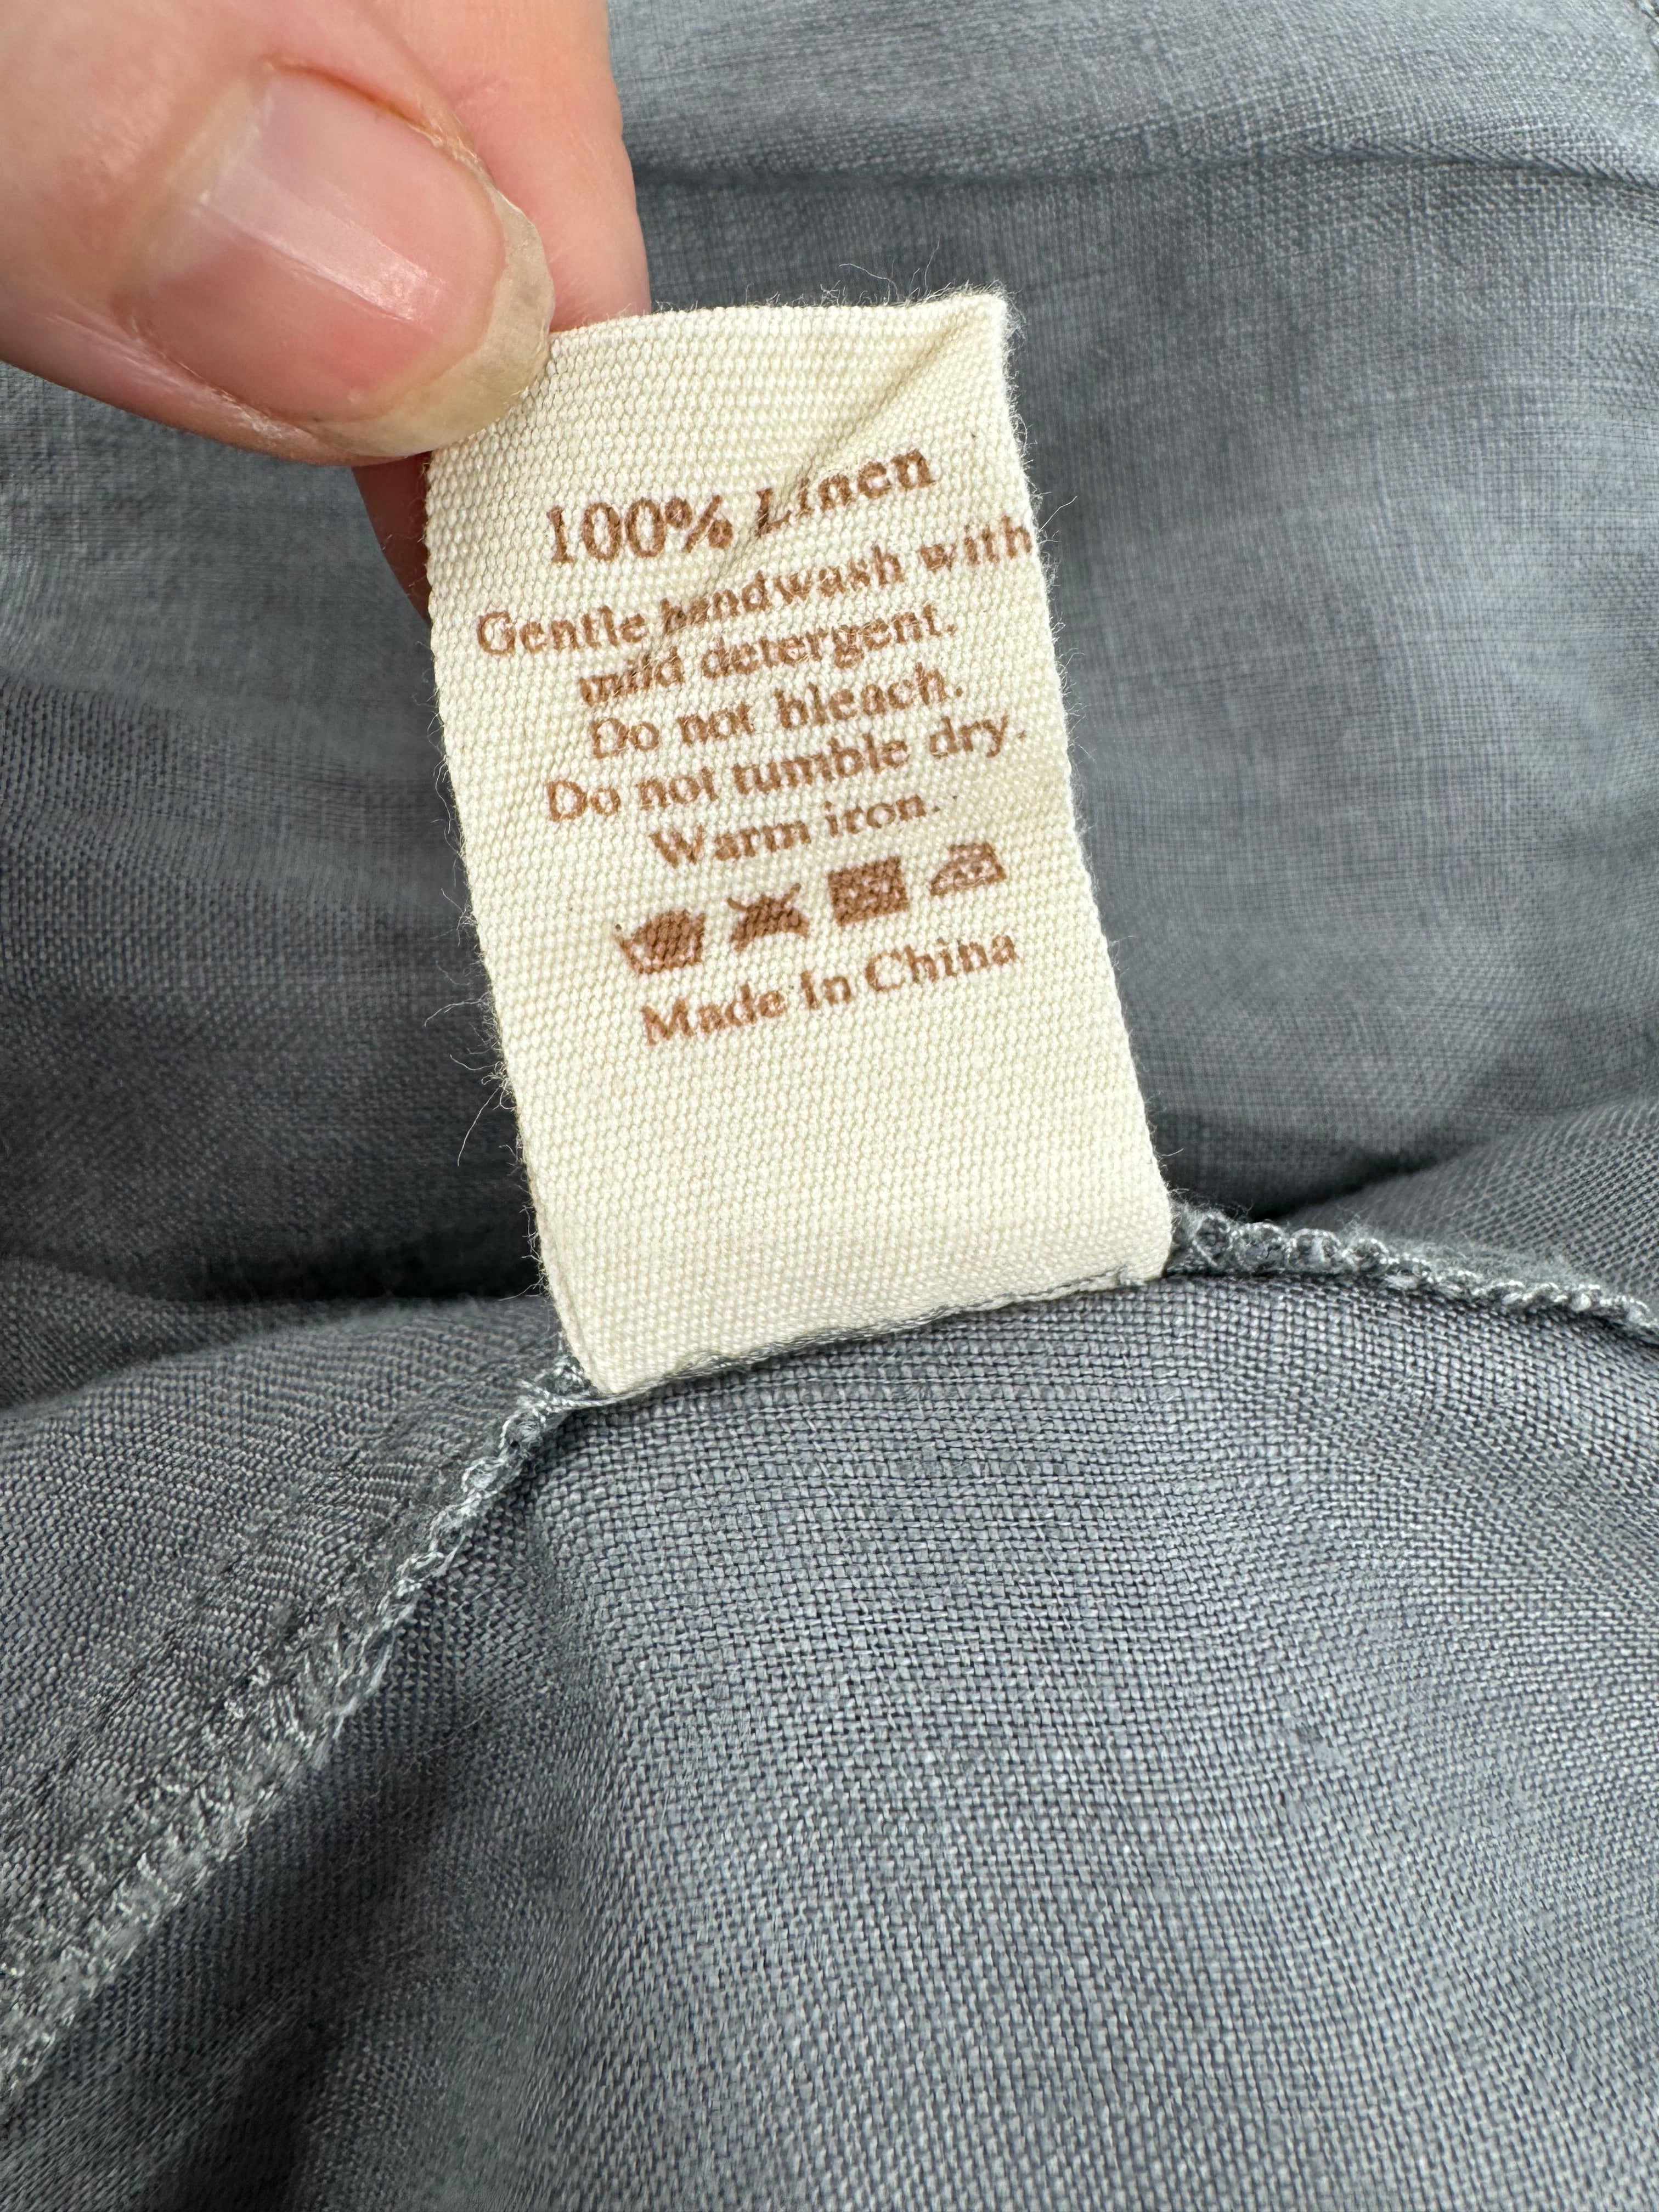 100% Linen
Gentle handwash with
mild detergent.
Do not bleach.
Do not tumble dry.
Warm iron.
Made In China